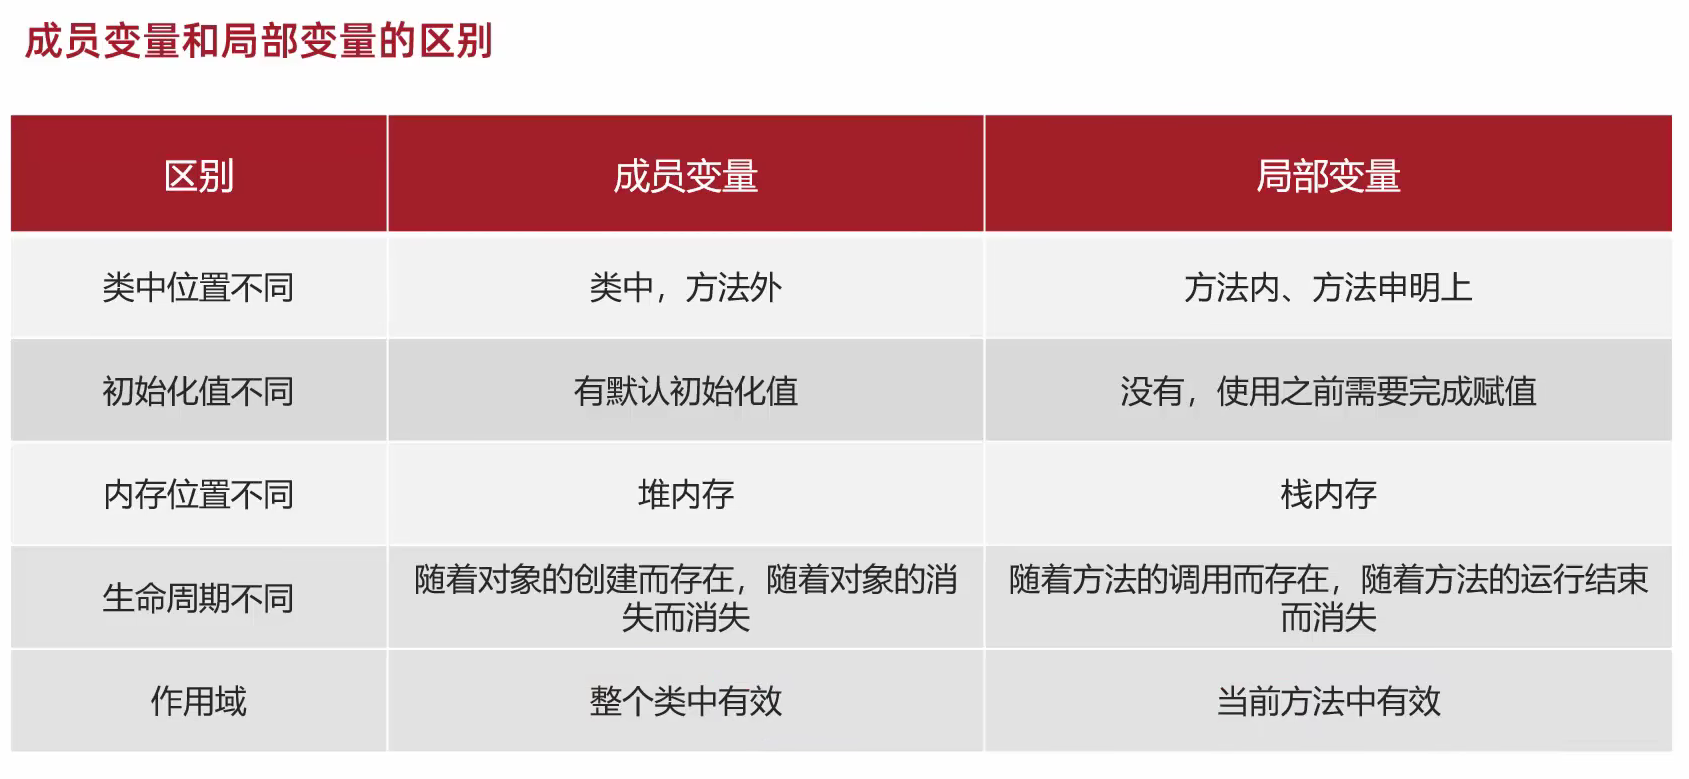 成员变量和局部变量的区别
区别 成员变量 局部变量
类中位置不同 类中，方法外 方法内、方法申明上
初始化值不同 有默认初始化值 没有，使用之前需要完成赋值
内存位置不同 堆内存 栈内存
生命周期不同 随着对象的创建而存在，随着对象的消 随着方法的调用而存在，随着方法的运行结束
失而消失 而消失
作用域 整个类中有效 当前方法中有效